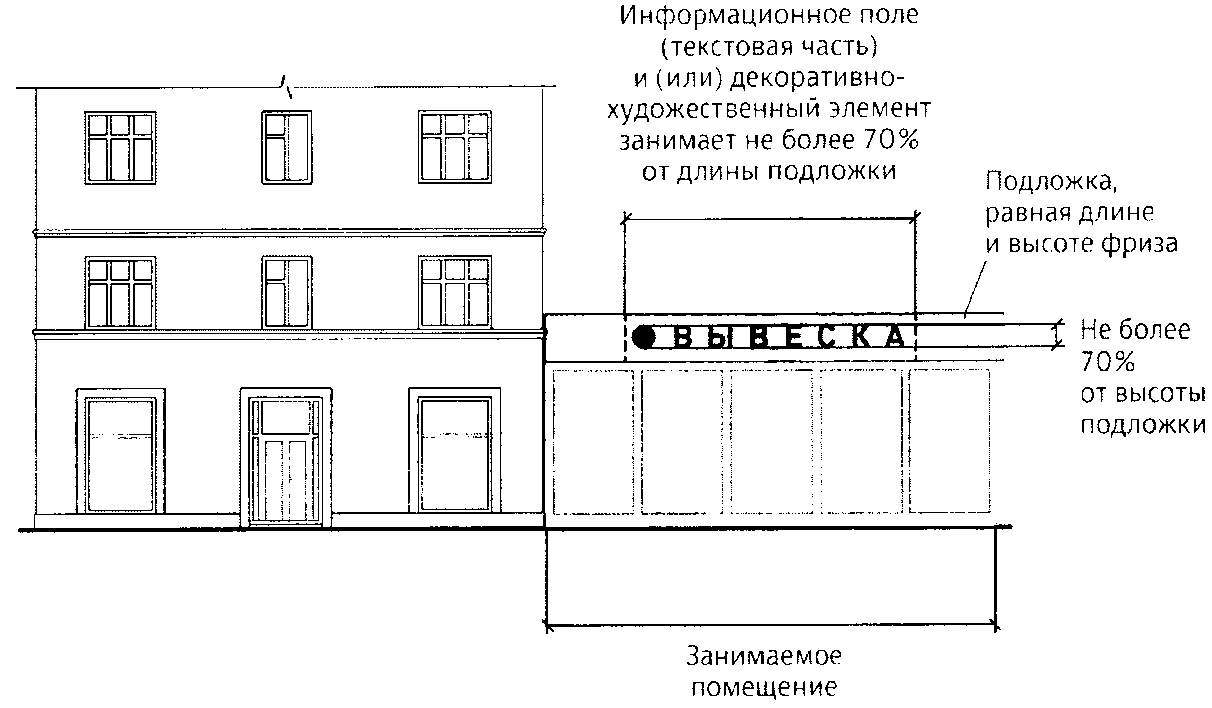 Информационное поле
(текстовая часть)
и (или) декоративно-
художественный элемент
занимает не более 70%
от длины подложки
Подложка,
равная длине
и высоте фриза
ВЫВЕСКА
Не более
70%
от высоты
подложки
Занимаемое
помещение